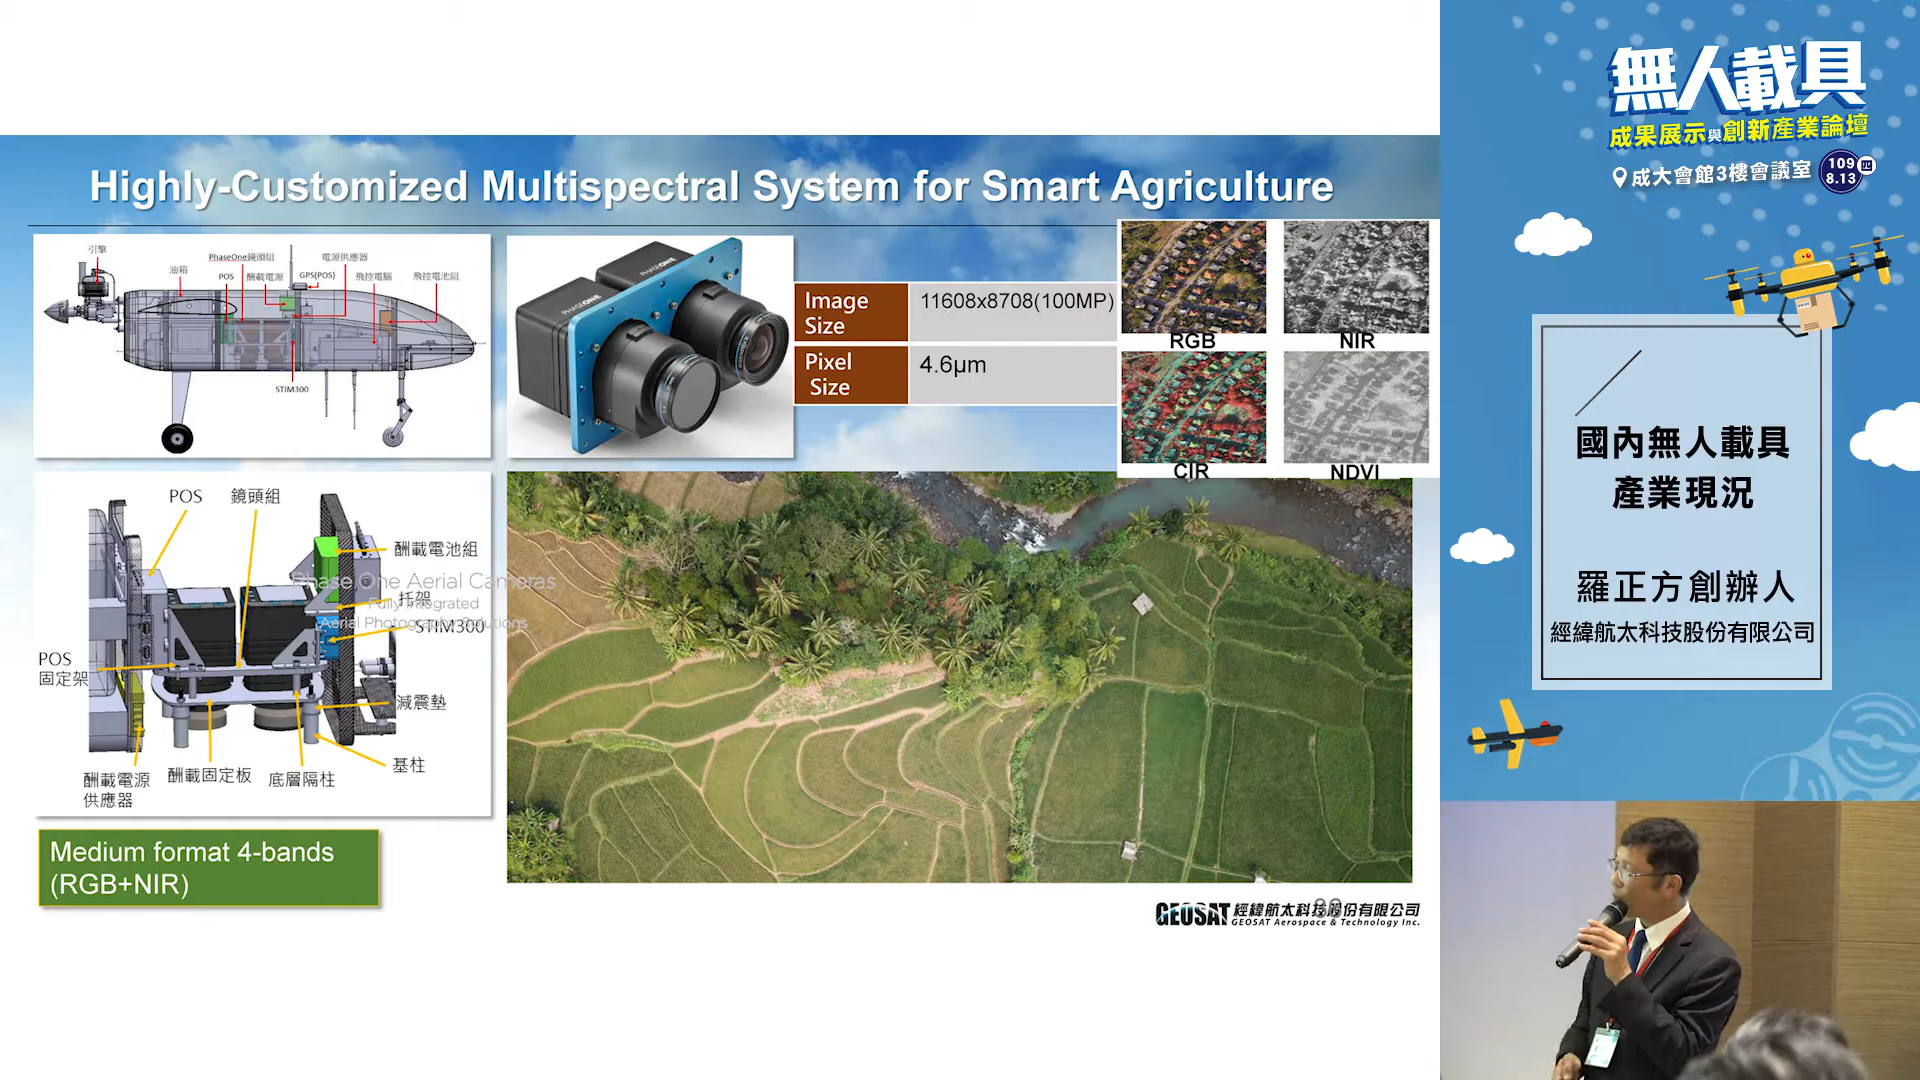 Highly-Customized Multispectral System for Smart Agriculture
引擎
油箱
PhaseOne鏡頭組
POS
酬載電源
電源供應器
GPS(POS)
飛控電腦
飛控電池組
STIM300
PHASEONE
PHASEONE
Image Size
11608x8708(100MP)
Pixel Size
4.6μm
RGB
NIR
CIR
NDVI
POS
鏡頭組
酬載電池組
托架
STIM300
減震墊
基柱
底層隔柱
酬載固定板
酬載電源
供應器
POS
固定架
Phase One Aerial Cameras
Fully Integrated
Aerial Photography Solutions
Medium format 4-bands
(RGB+NIR)
GEOSAT 經緯航太科技股份有限公司
GEOSAT Aerospace & Technology Inc.
無人載具
成果展示與創新產業論壇
成大會館3樓會議室
109
8.13
四
國內無人載具
產業現況
羅正方創辦人
經緯航太科技股份有限公司